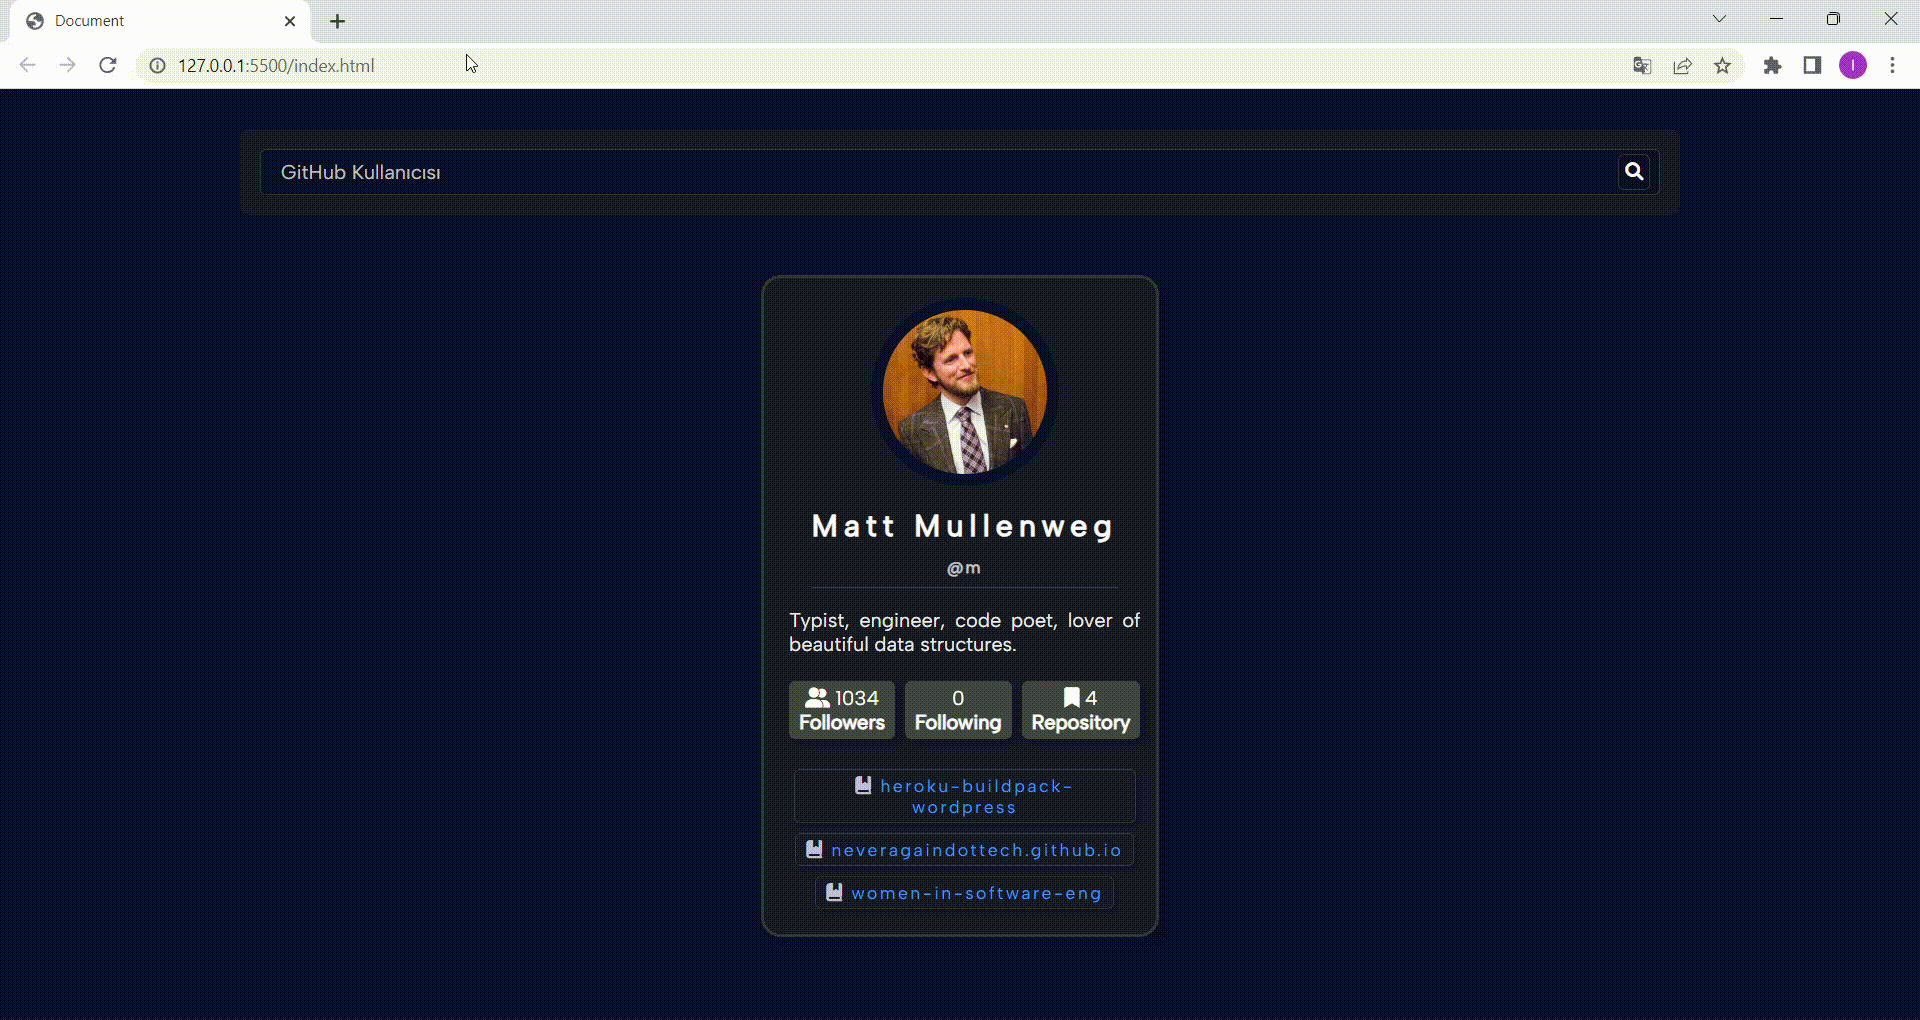 Document
127.0.0.1:5500/index.html
I
GitHub Kullanıcısı
Matt Mullenweg
@m
Typist, engineer, code poet, lover of
beautiful data structures.
1034
Followers
0
Following
4
Repository
heroku-buildpack-
wordpress
neveragaindottech.github.io
women-in-software-eng